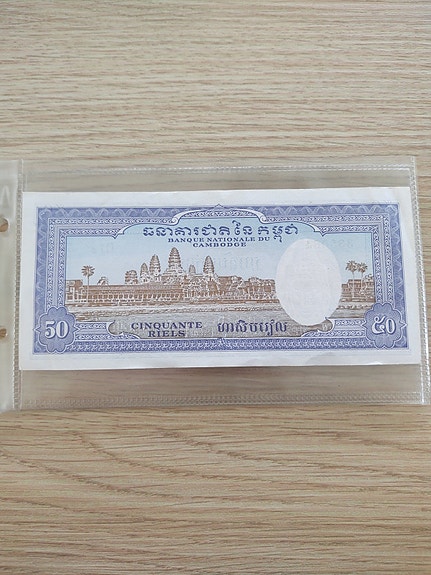 ធនាគារជាតិនៃកម្ពុជា
BANQUE NATIONALE DU
CAMBODGE
50
CINQUANTE
RIELS
ហាសិបរៀល
៥០